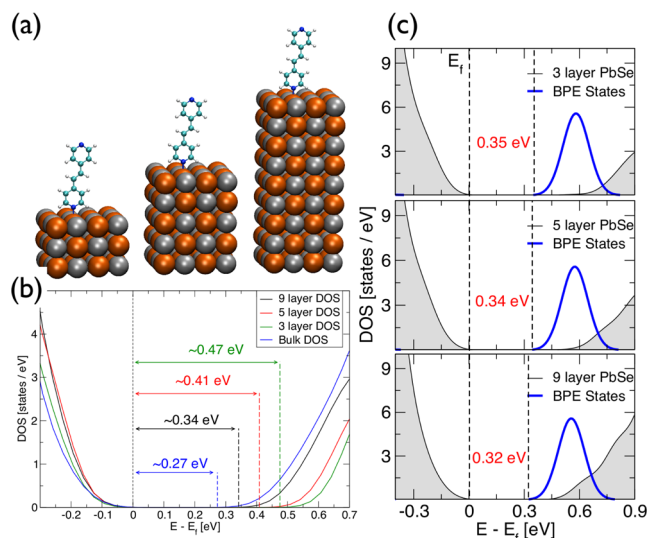 (a)
(b)
DOS [states / eV]
4
3
2
1
0
9 layer DOS
5 layer DOS
3 layer DOS
Bulk DOS
~0.47 eV
~0.41 eV
~0.34 eV
~0.27 eV
-0.2 -0.1 0 0.1 0.2 0.3 0.4 0.5 0.6 0.7
E - Ef [eV]
(c)
DOS [states / eV]
9
6
3
Ef
3 layer PbSe
BPE States
0.35 eV
9
6
3
5 layer PbSe
BPE States
0.34 eV
9
6
3
9 layer PbSe
BPE States
0.32 eV
-0.3 0 0.3 0.6 0.9
E - Ef [eV]